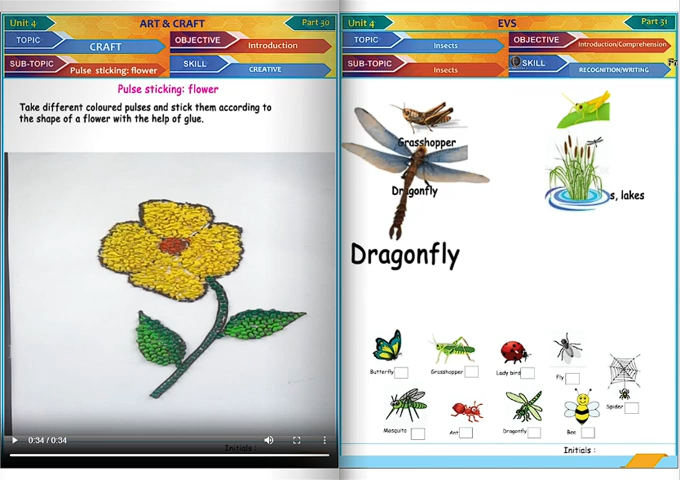 Unit 4
ART & CRAFT
Part 30
TOPIC
CRAFT
OBJECTIVE
Introduction
SUB-TOPIC
Pulse sticking: flower
SKILL
CREATIVE
Pulse sticking: flower
Take different coloured pulses and stick them according to
the shape of a flower with the help of glue.
0:34 / 0:34
Initials :
Unit 4
EVS
Part 31
TOPIC
Insects
OBJECTIVE
Introduction/Comprehension
SUB-TOPIC
Insects
SKILL
RECOGNITION/WRITING
Fr
Grasshopper
Dragonfly
s, lakes
Dragonfly
Butterfly
Grasshopper
Lady bird
Fly
Spider
Mosquito
Ant
Dragonfly
Bee
Initials :